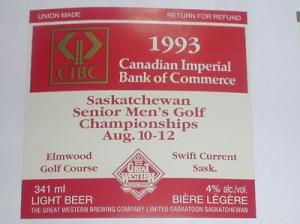 UNION MADE RETURN FOR REFUND
CIBC
1993
Canadian Imperial
Bank of Commerce
Saskatchewan
Senior Men's Golf
Championships
Aug. 10-12
Elmwood
Golf Course
GREAT
WESTERN
Swift Current
Sask.
341 ml
LIGHT BEER
4% alc./vol.
BIÈRE LÉGÈRE
THE GREAT WESTERN BREWING COMPANY LIMITED SASKATOON SASKATCHEWAN